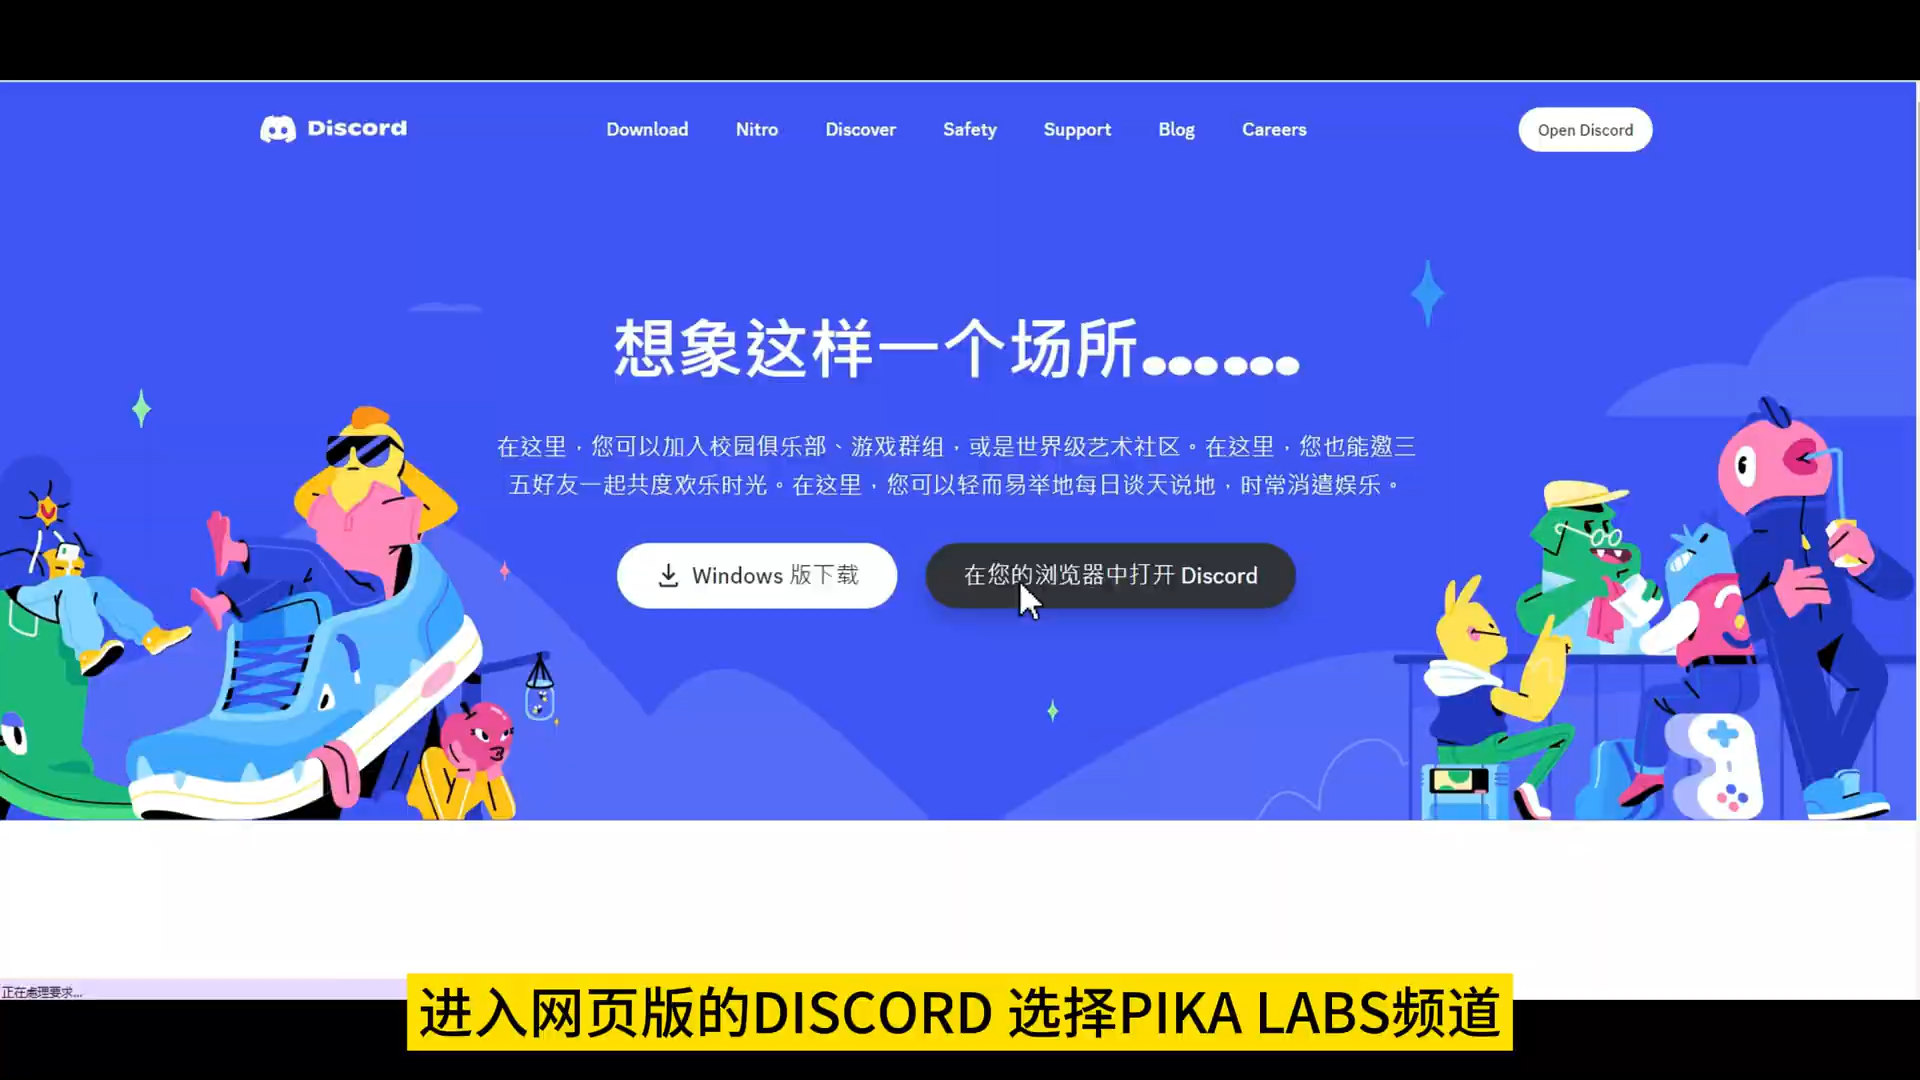 Discord
Download Nitro Discover Safety Support Blog Careers Open Discord
想象这样一个场所......
在这里，您可以加入校园俱乐部、游戏群组，或是世界级艺术社区。在这里，您也能邀三
五好友一起共度欢乐时光。在这里，您可以轻而易举地每日谈天说地，时常消遣娱乐。
Windows 版下载 在您的浏览器中打开 Discord
正在處理要求...
进入网页版的DISCORD 选择PIKA LABS频道